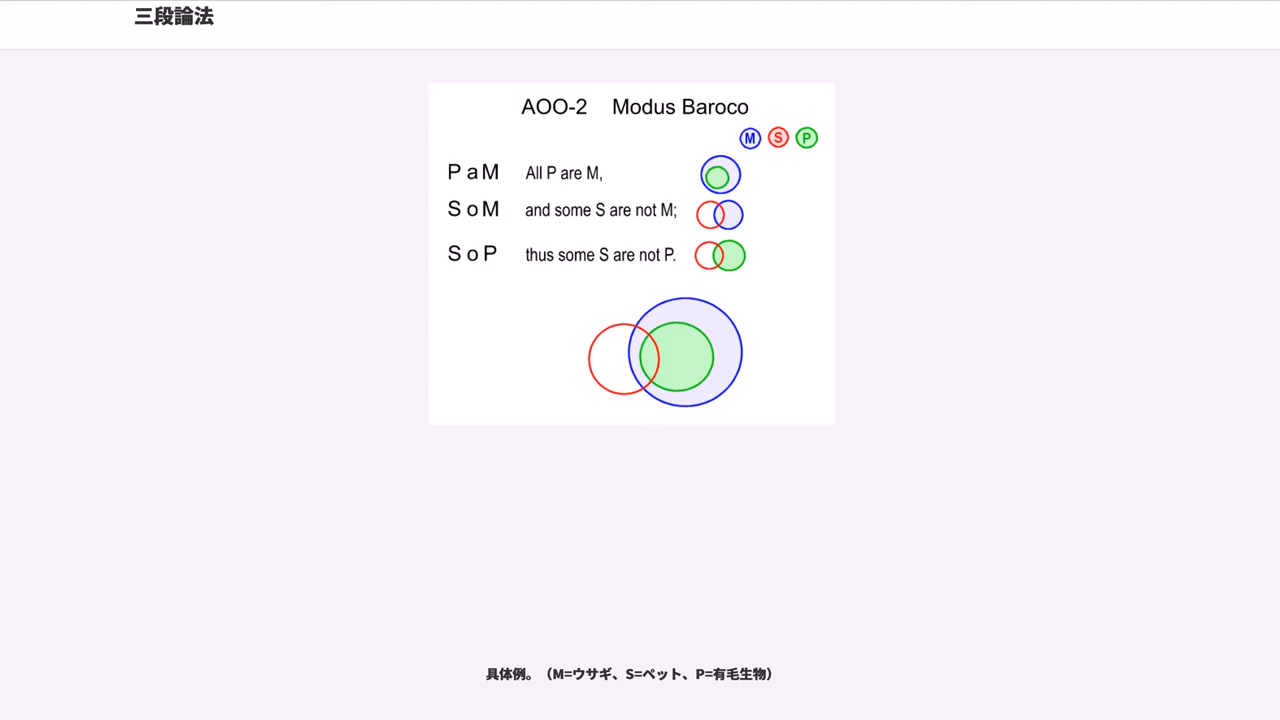 三段論法
AOO-2 Modus Baroco
M S P
P a M All P are M,
S o M and some S are not M;
S o P thus some S are not P.
具体例。（M=ウサギ、S=ペット、P=有毛生物）